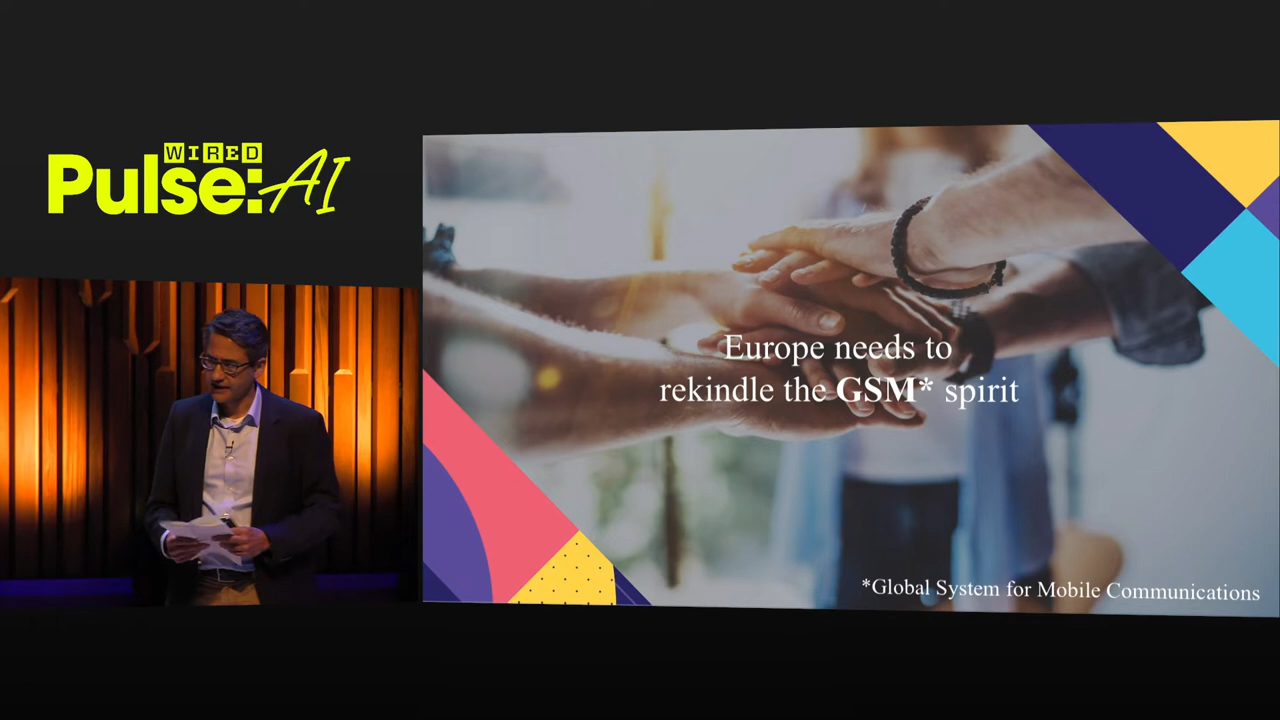 WIRED
Pulse:AI
Europe needs to
rekindle the GSM* spirit
*Global System for Mobile Communications